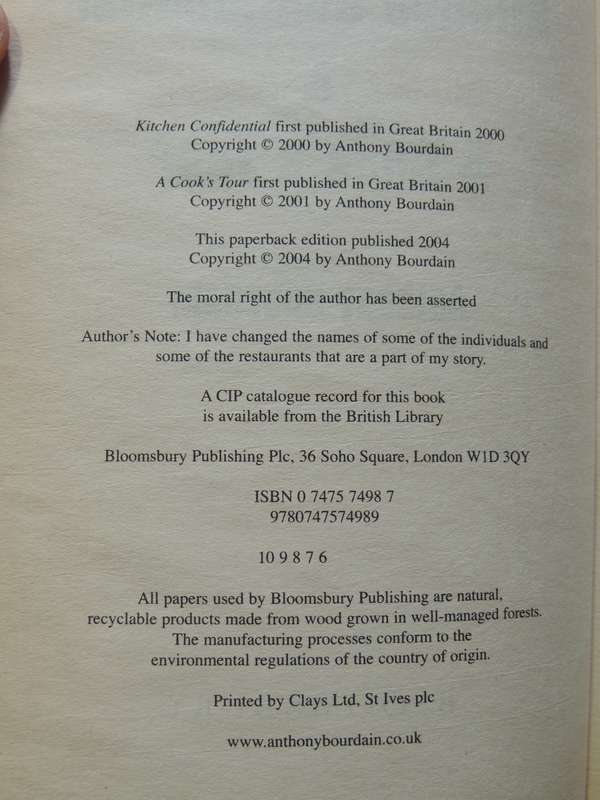 Kitchen Confidential first published in Great Britain 2000
Copyright © 2000 by Anthony Bourdain
A Cook's Tour first published in Great Britain 2001
Copyright © 2001 by Anthony Bourdain
This paperback edition published 2004
Copyright © 2004 by Anthony Bourdain
The moral right of the author has been asserted
Author's Note: I have changed the names of some of the individuals and
some of the restaurants that are a part of my story.
A CIP catalogue record for this book
is available from the British Library
Bloomsbury Publishing Plc, 36 Soho Square, London W1D 3QY
ISBN 0 7475 7498 7
9780747574989
10 9 8 7 6
All papers used by Bloomsbury Publishing are natural,
recyclable products made from wood grown in well-managed forests.
The manufacturing processes conform to the
environmental regulations of the country of origin.
Printed by Clays Ltd, St Ives plc
www.anthonybourdain.co.uk